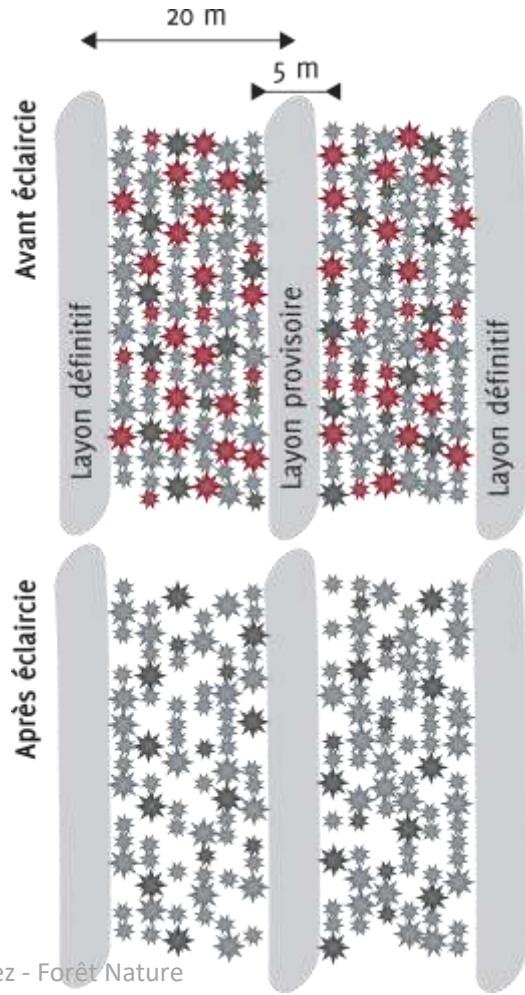 20 m
5 m
Avant éclaircie
Layon définitif
Layon provisoire
Layon définitif
Après éclaircie
- Forêt Nature